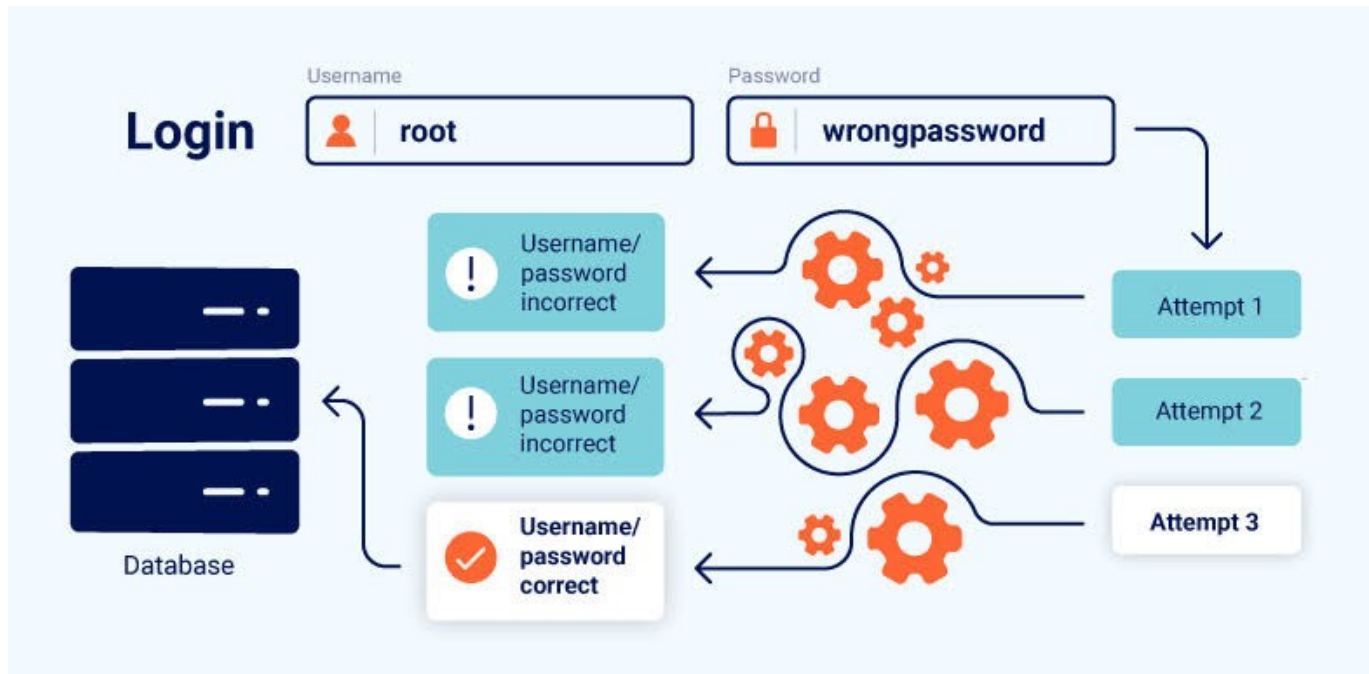 Username
Password
Login
root
wrongpassword
Username/
password
incorrect
Attempt 1
Username/
password
incorrect
Attempt 2
Username/
password
correct
Attempt 3
Database